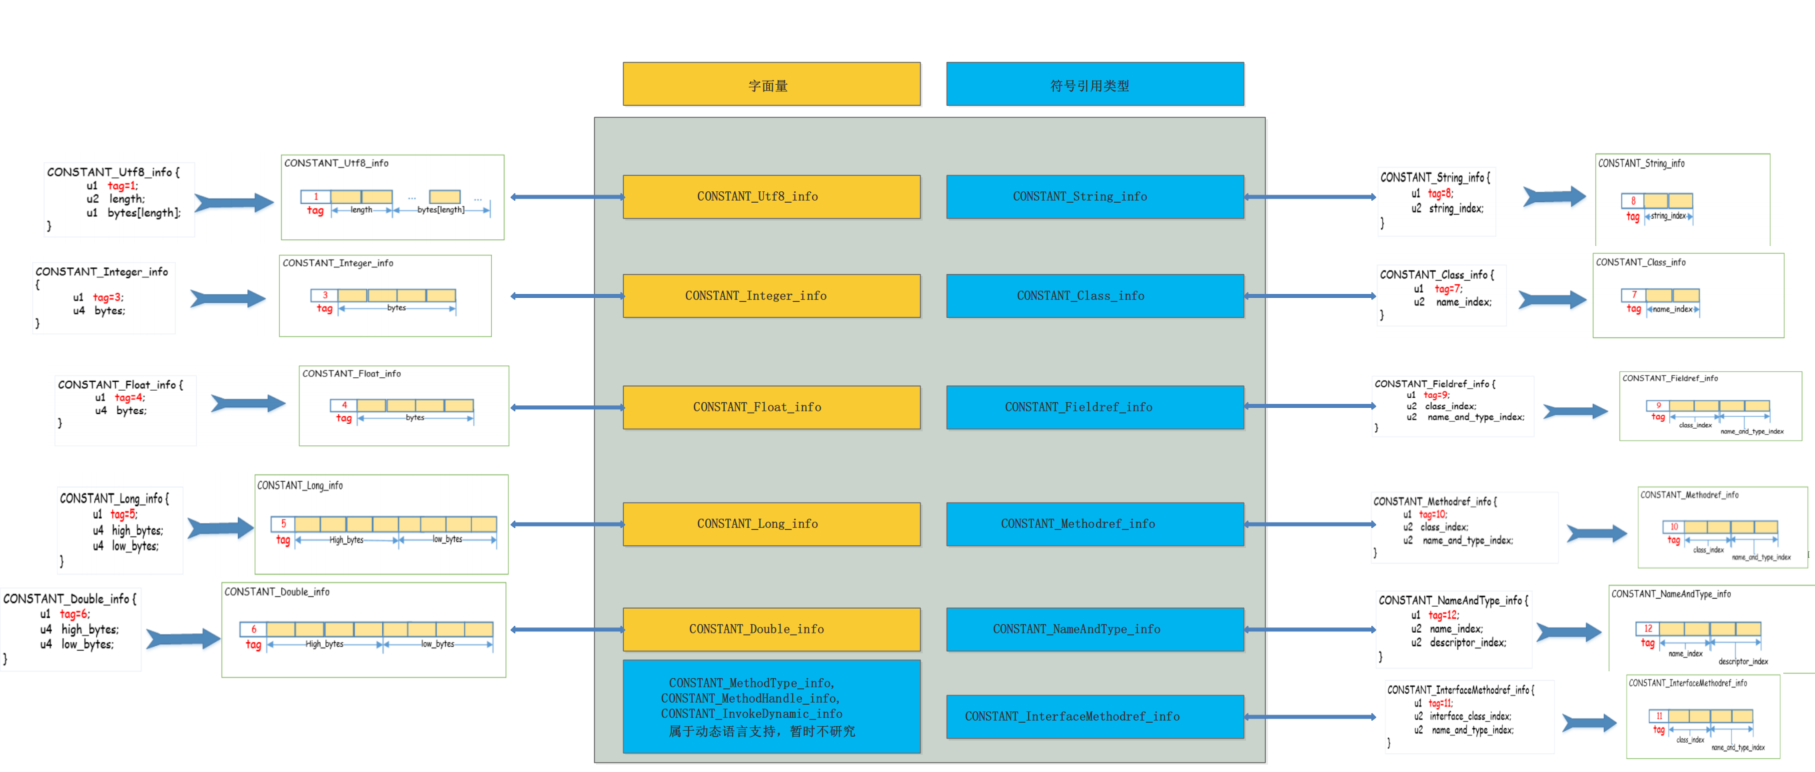 字面量
符号引用类型
CONSTANT_Utf8_info {
u1 tag=1;
u2 length;
u1 bytes[length];
}
CONSTANT_Utf8_info
1
... ...
tag
length
bytes[length]
CONSTANT_Utf8_info
CONSTANT_String_info
CONSTANT_String_info {
u1 tag=8;
u2 string_index;
}
CONSTANT_String_info
8
tag
string_index
CONSTANT_Integer_info
{
u1 tag=3;
u4 bytes;
}
CONSTANT_Integer_info
3
tag
bytes
CONSTANT_Integer_info
CONSTANT_Class_info
CONSTANT_Class_info {
u1 tag=7;
u2 name_index;
}
CONSTANT_Class_info
7
tag
name_index
CONSTANT_Float_info {
u1 tag=4;
u4 bytes;
}
CONSTANT_Float_info
4
tag
bytes
CONSTANT_Float_info
CONSTANT_Fieldref_info
CONSTANT_Fieldref_info {
u1 tag=9;
u2 class_index;
u2 name_and_type_index;
}
CONSTANT_Fieldref_info
9
tag
class_index
name_and_type_index
CONSTANT_Long_info {
u1 tag=5;
u4 high_bytes;
u4 low_bytes;
}
CONSTANT_Long_info
5
tag
High_bytes
low_bytes
CONSTANT_Long_info
CONSTANT_Methodref_info
CONSTANT_Methodref_info {
u1 tag=10;
u2 class_index;
u2 name_and_type_index;
}
CONSTANT_Methodref_info
10
tag
class_index
name_and_type_index
CONSTANT_Double_info {
u1 tag=6;
u4 high_bytes;
u4 low_bytes;
}
CONSTANT_Double_info
6
tag
High_bytes
low_bytes
CONSTANT_Double_info
CONSTANT_NameAndType_info
CONSTANT_NameAndType_info {
u1 tag=12;
u2 name_index;
u2 descriptor_index;
}
CONSTANT_NameAndType_info
12
tag
name_index
descriptor_index
CONSTANT_MethodType_info,
CONSTANT_MethodHandle_info,
CONSTANT_InvokeDynamic_info
属于动态语言支持，暂时不研究
CONSTANT_InterfaceMethodref_info
CONSTANT_InterfaceMethodref_info {
u1 tag=11;
u2 interface_class_index;
u2 name_and_type_index;
}
CONSTANT_InterfaceMethodref_info
11
tag
class_index
name_and_type_index